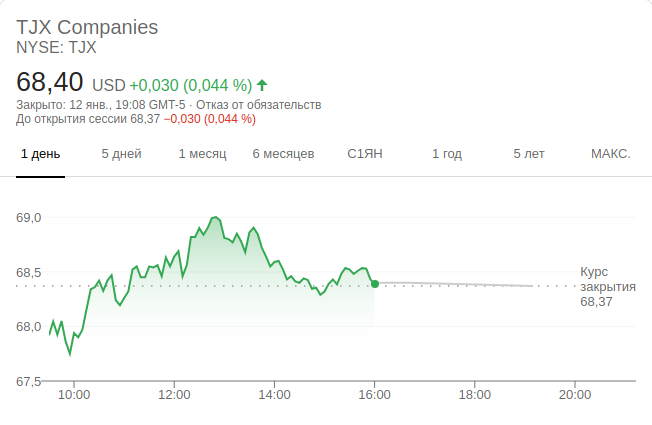 TJX Companies
NYSE: TJX
68,40 USD +0,030 (0,044 %)
Закрыто: 12 янв., 19:08 GMT-5 · Отказ от обязательств
До открытия сессии 68,37 −0,030 (0,044 %)
1 день 5 дней 1 месяц 6 месяцев С1ЯН 1 год 5 лет МАКС.
69,0
68,5
68,0
67,5
Курс
закрытия
68,37
10:00 12:00 14:00 16:00 18:00 20:00